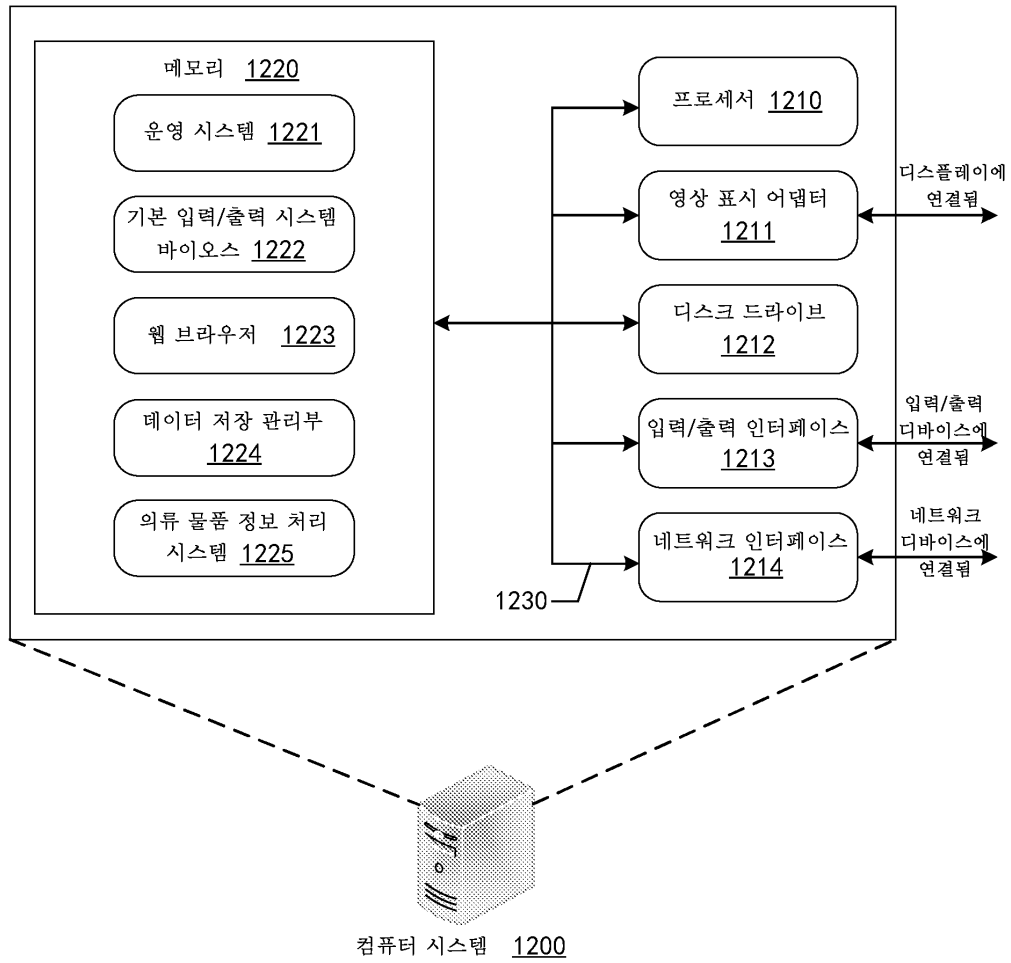 메모리 1220
운영 시스템 1221
기본 입력/출력 시스템
바이오스 1222
웹 브라우저 1223
데이터 저장 관리부
1224
의류 물품 정보 처리
시스템 1225
프로세서 1210
영상 표시 어댑터
1211
디스크 드라이브
1212
입력/출력 인터페이스
1213
네트워크 인터페이스
1214
1230
디스플레이에
연결됨
입력/출력
디바이스에
연결됨
네트워크
디바이스에
연결됨
컴퓨터 시스템 1200